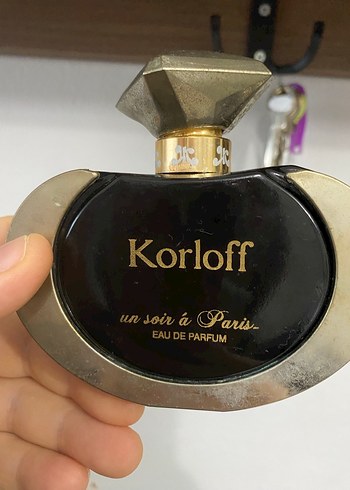 Korloff
un soir á Paris
EAU DE PARFUM